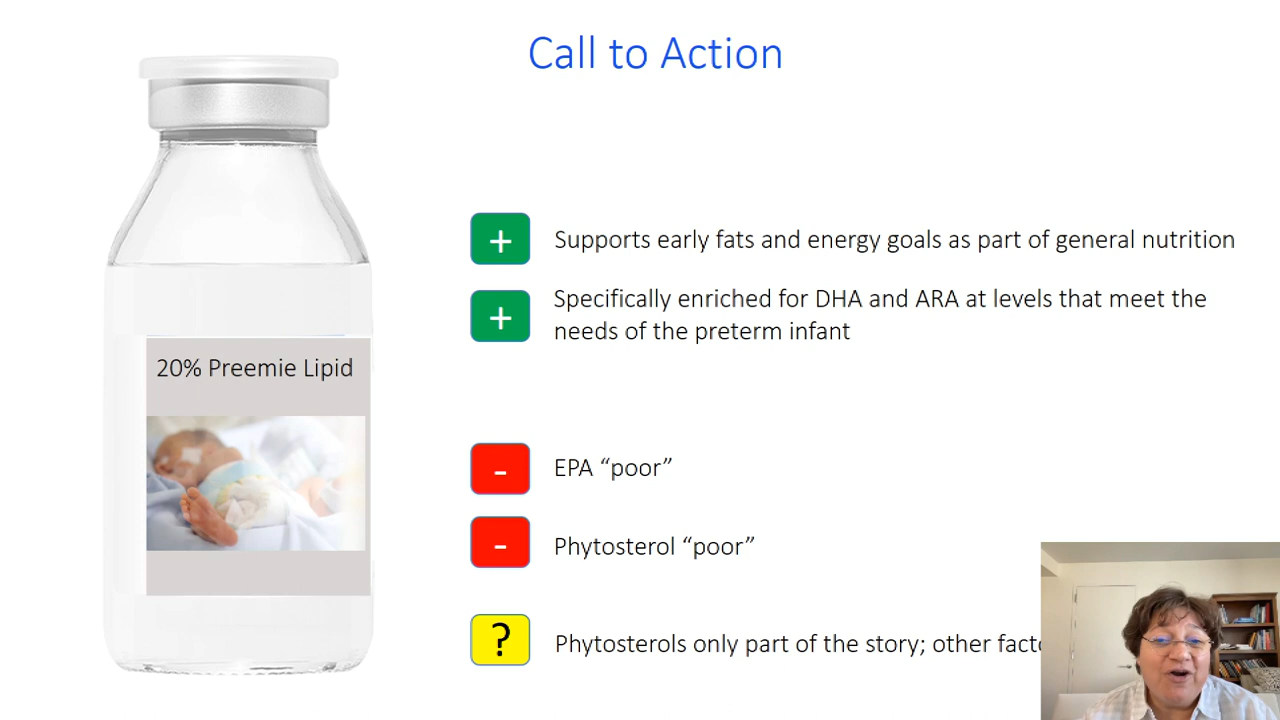 Call to Action
+ Supports early fats and energy goals as part of general nutrition
+ Specifically enriched for DHA and ARA at levels that meet the
needs of the preterm infant
20% Preemie Lipid
- EPA “poor”
- Phytosterol “poor”
? Phytosterols only part of the story; other